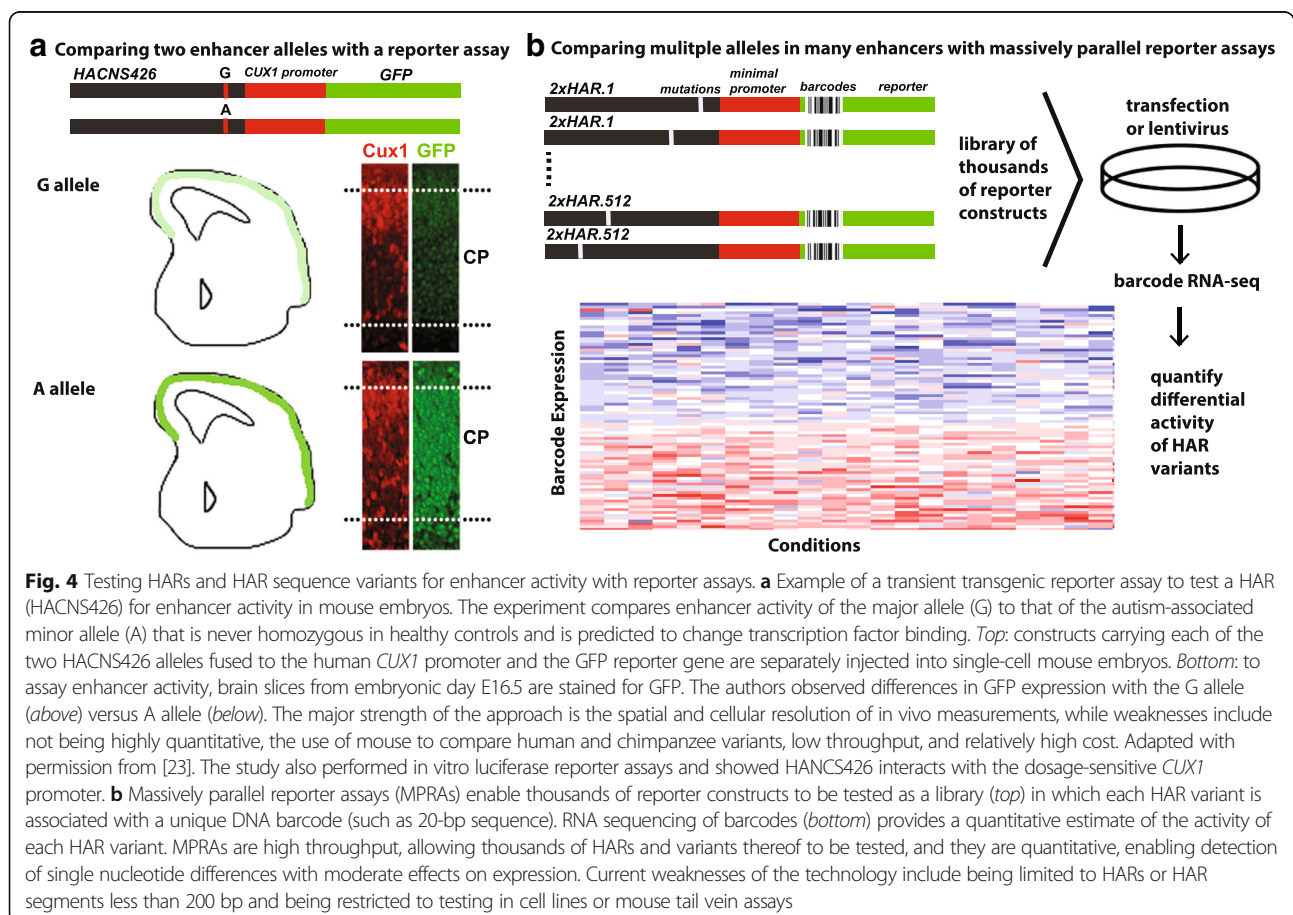 a Comparing two enhancer alleles with a reporter assay
HACNS426 G CUX1 promoter GFP
A
Cux1 GFP
G allele
CP
A allele
CP
b Comparing mulitple alleles in many enhancers with massively parallel reporter assays
2xHAR.1 mutations minimal promoter barcodes reporter
2xHAR.1
2xHAR.512
2xHAR.512
library of
thousands
of reporter
constructs
transfection
or lentivirus
barcode RNA-seq
quantify
differential
activity
of HAR
variants
Barcode Expression
Conditions
Fig. 4 Testing HARs and HAR sequence variants for enhancer activity with reporter assays. a Example of a transient transgenic reporter assay to test a HAR
(HACNS426) for enhancer activity in mouse embryos. The experiment compares enhancer activity of the major allele (G) to that of the autism-associated
minor allele (A) that is never homozygous in healthy controls and is predicted to change transcription factor binding. Top: constructs carrying each of the
two HACNS426 alleles fused to the human CUX1 promoter and the GFP reporter gene are separately injected into single-cell mouse embryos. Bottom: to
assay enhancer activity, brain slices from embryonic day E16.5 are stained for GFP. The authors observed differences in GFP expression with the G allele
(above) versus A allele (below). The major strength of the approach is the spatial and cellular resolution of in vivo measurements, while weaknesses include
not being highly quantitative, the use of mouse to compare human and chimpanzee variants, low throughput, and relatively high cost. Adapted with
permission from [23]. The study also performed in vitro luciferase reporter assays and showed HANCS426 interacts with the dosage-sensitive CUX1
promoter. b Massively parallel reporter assays (MPRAs) enable thousands of reporter constructs to be tested as a library (top) in which each HAR variant is
associated with a unique DNA barcode (such as 20-bp sequence). RNA sequencing of barcodes (bottom) provides a quantitative estimate of the activity of
each HAR variant. MPRAs are high throughput, allowing thousands of HARs and variants thereof to be tested, and they are quantitative, enabling detection
of single nucleotide differences with moderate effects on expression. Current weaknesses of the technology include being limited to HARs or HAR
segments less than 200 bp and being restricted to testing in cell lines or mouse tail vein assays